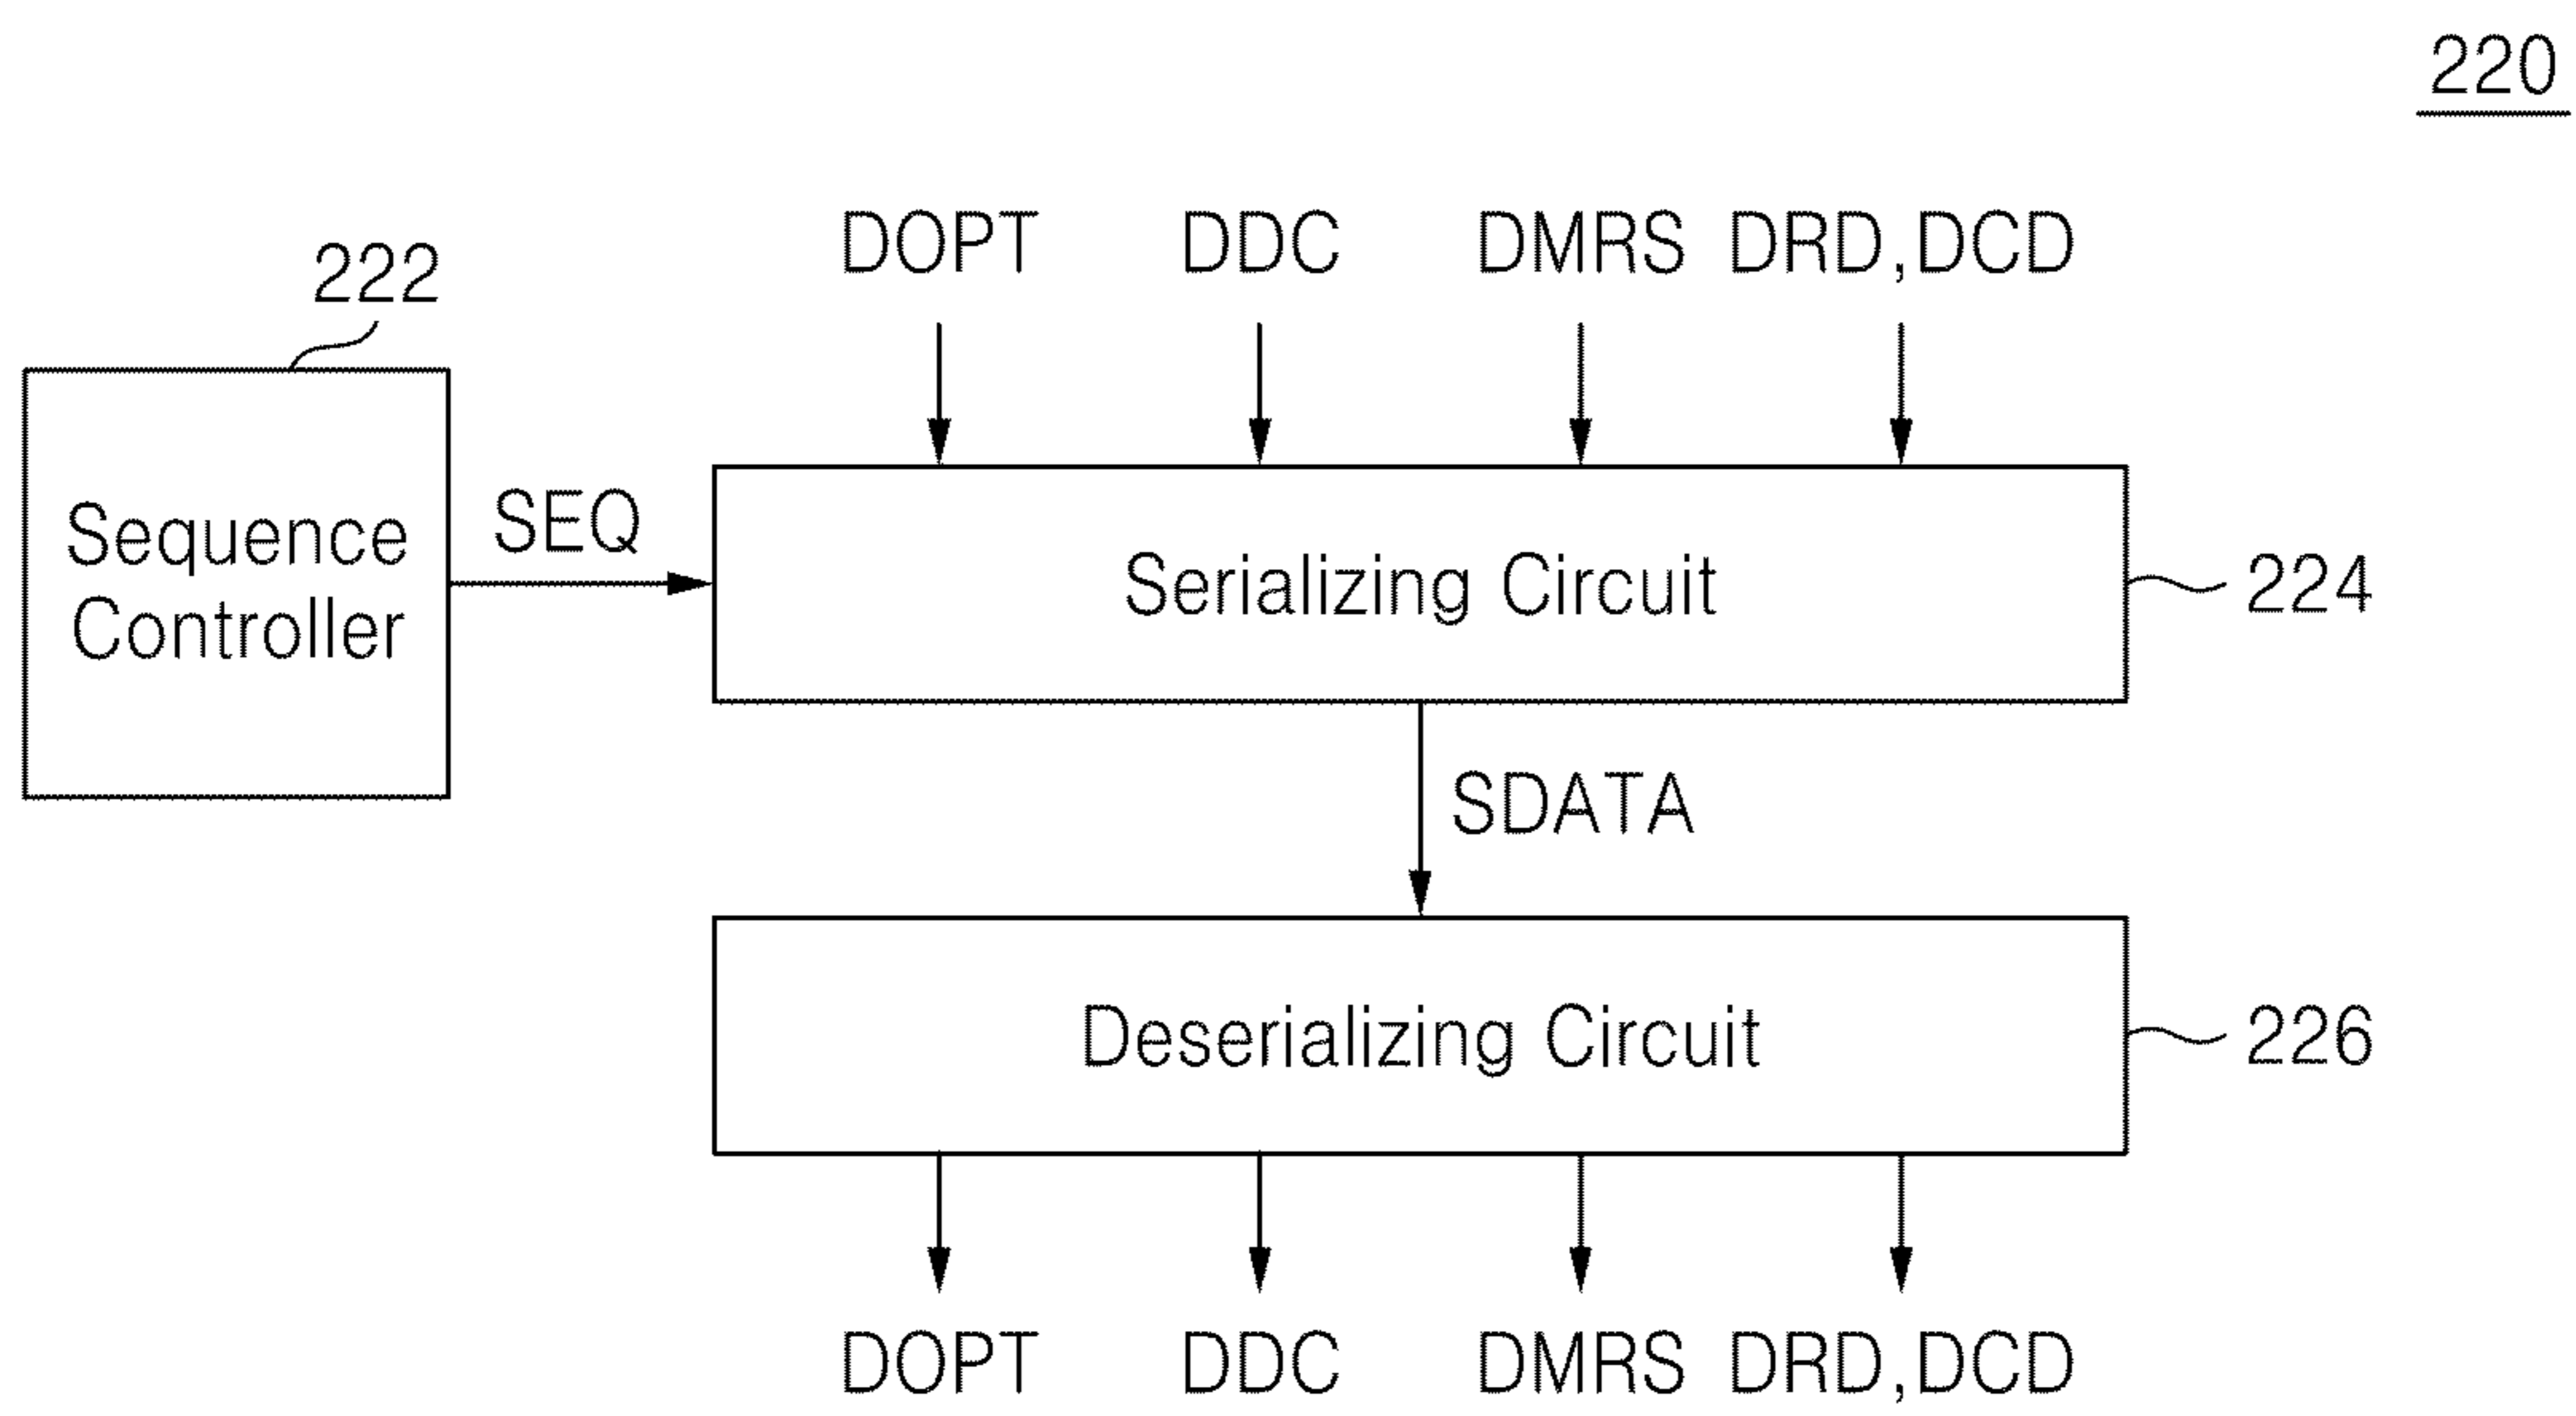 220
DOPT DDC DMRS DRD,DCD
222
Sequence
Controller
SEQ
Serializing Circuit
224
SDATA
Deserializing Circuit
226
DOPT DDC DMRS DRD,DCD